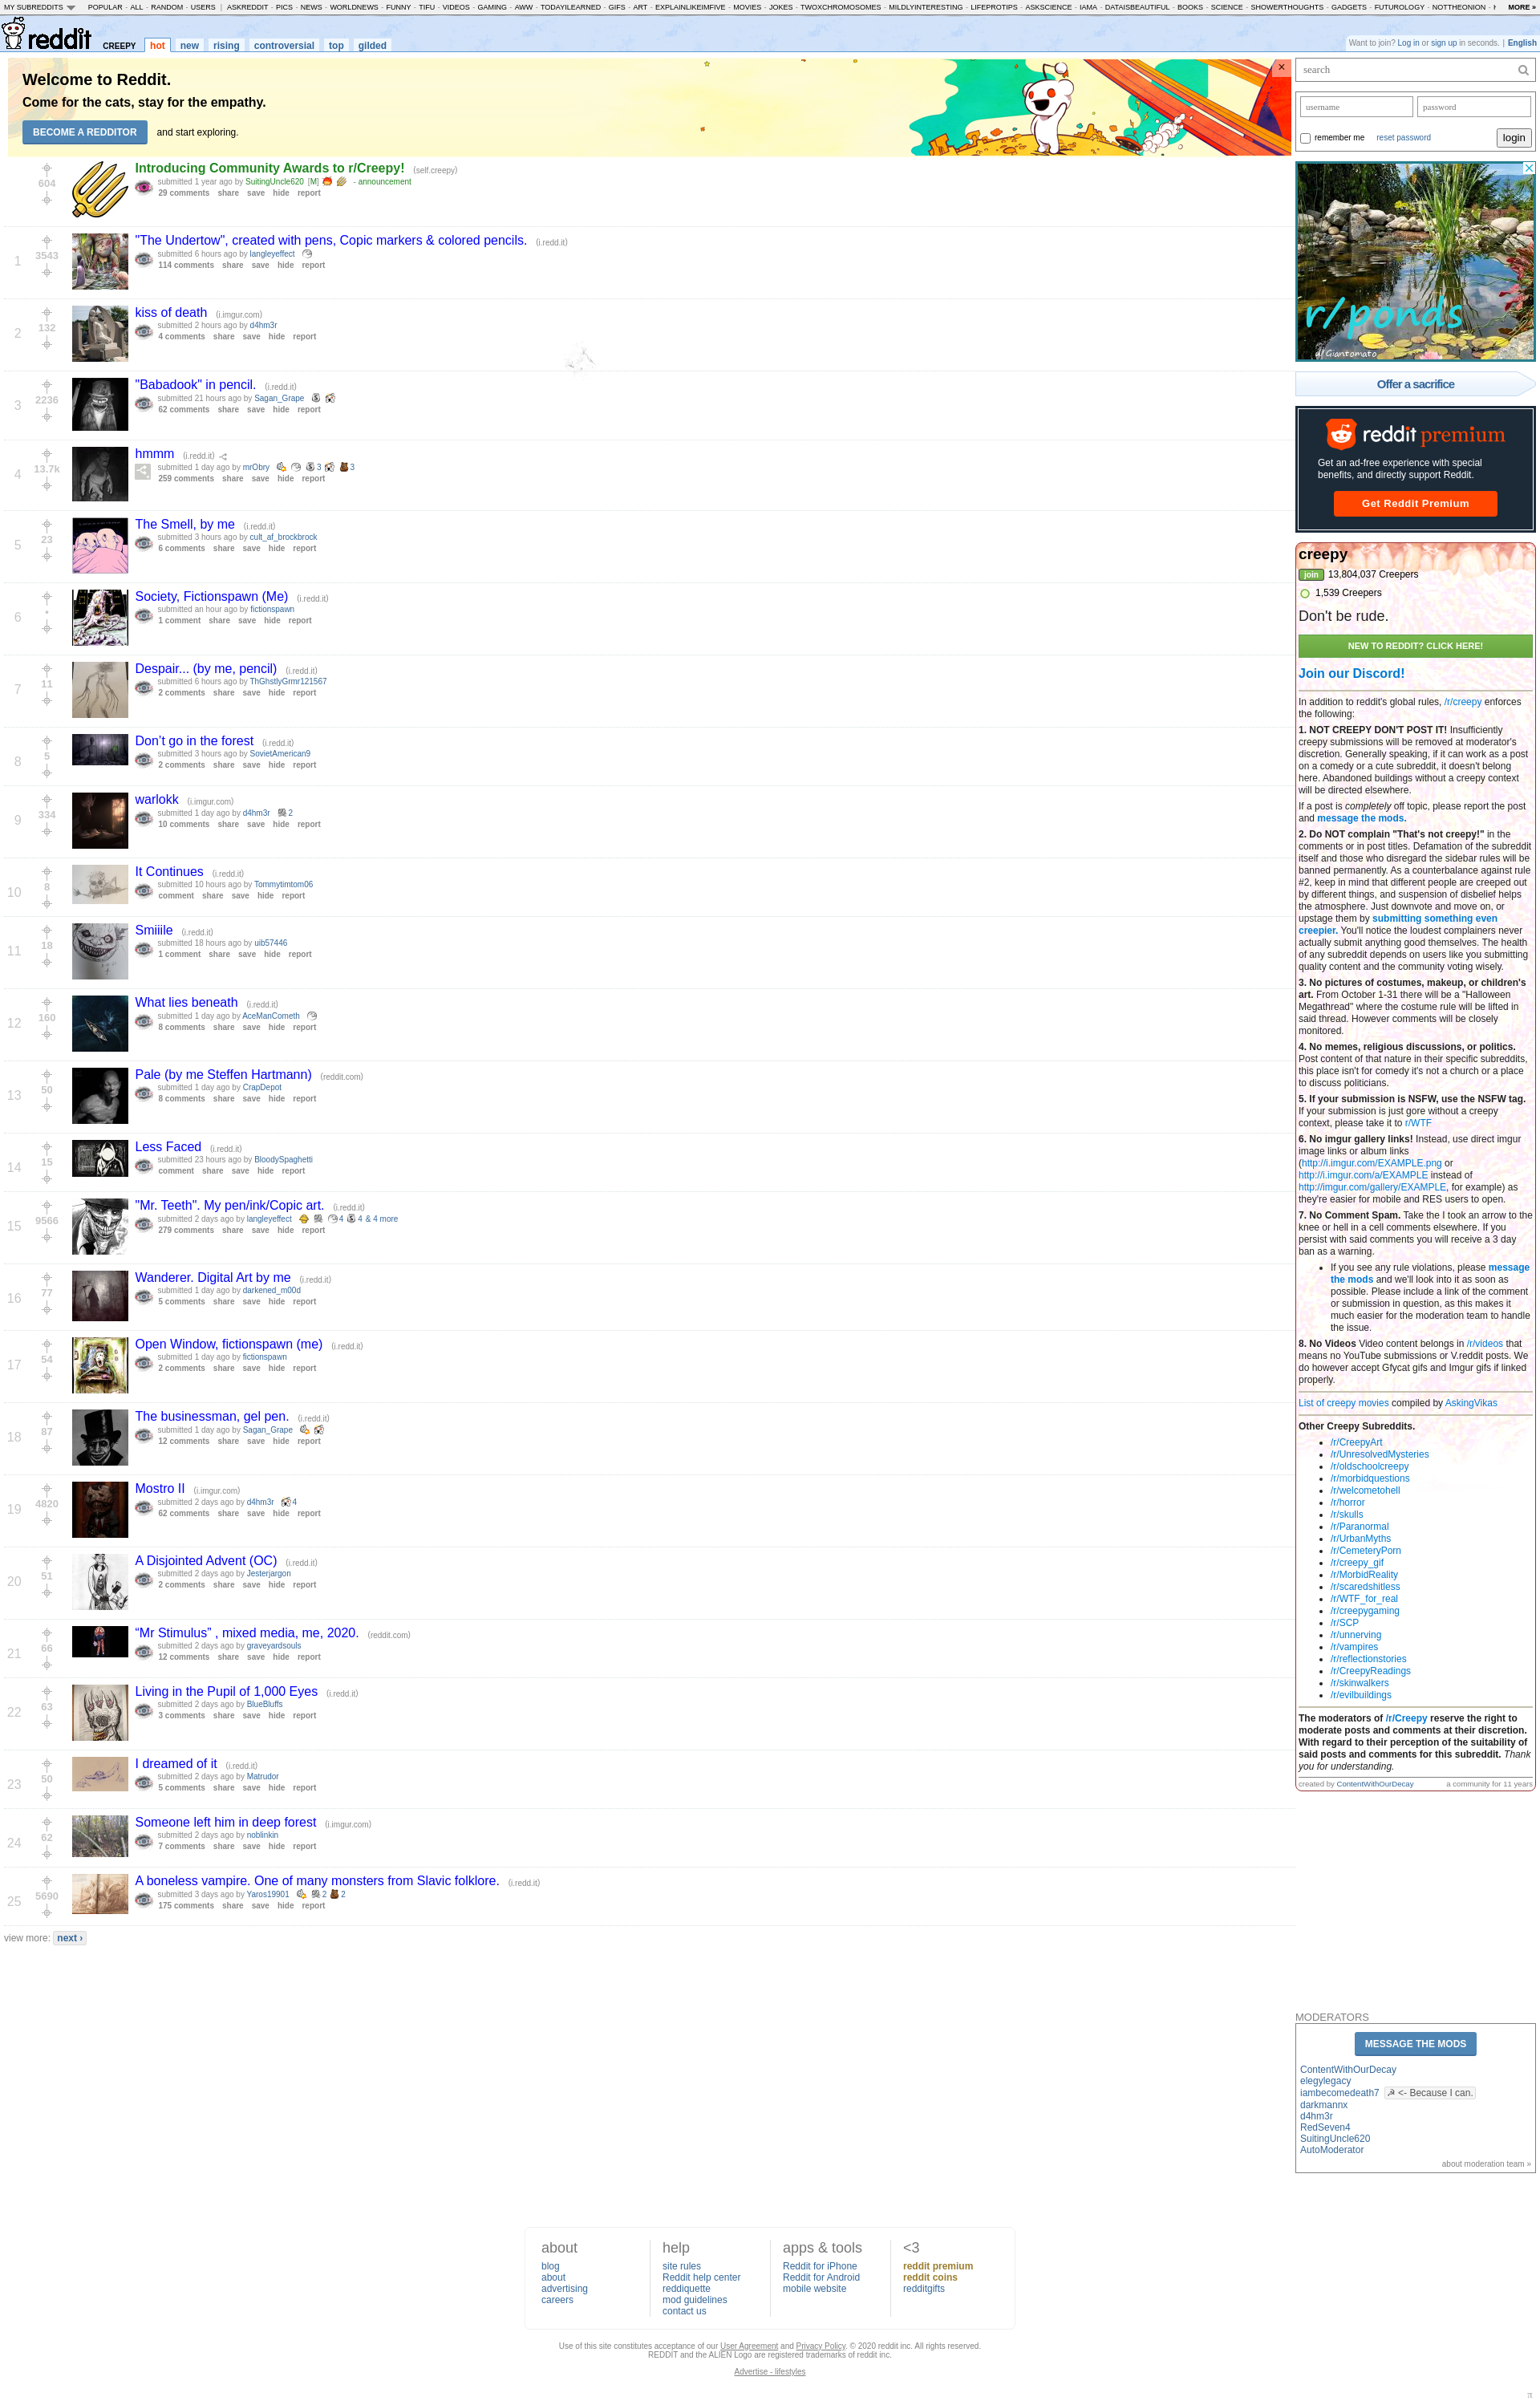 MY SUBREDDITS POPULAR - ALL - RANDOM - USERS | ASKREDDIT - PICS - NEWS - WORLDNEWS - FUNNY - TIFU - VIDEOS - GAMING - AWW - TODAYILEARNED - GIFS - ART - EXPLAINLIKEIMFIVE - MOVIES - JOKES - TWOXCHROMOSOMES - MILDLYINTERESTING - LIFEPROTIPS - ASKSCIENCE - IAMA - DATAISBEAUTIFUL - BOOKS - SCIENCE - SHOWERTHOUGHTS - GADGETS - FUTUROLOGY - NOTTHEONION - MORE »
reddit CREEPY hot new rising controversial top gilded
Want to join? Log in or sign up in seconds. | English
Welcome to Reddit.
Come for the cats, stay for the empathy.
BECOME A REDDITOR and start exploring.
×
604
Introducing Community Awards to r/Creepy! (self.creepy)
submitted 1 year ago by SuitingUncle620 [M] - announcement
29 comments share save hide report
1
3543
"The Undertow", created with pens, Copic markers & colored pencils. (i.redd.it)
submitted 6 hours ago by langleyeffect
114 comments share save hide report
2
132
kiss of death (i.imgur.com)
submitted 2 hours ago by d4hm3r
4 comments share save hide report
3
2236
"Babadook" in pencil. (i.redd.it)
submitted 21 hours ago by Sagan_Grape
62 comments share save hide report
4
13.7k
hmmm (i.redd.it)
submitted 1 day ago by mrObry 3 3
259 comments share save hide report
5
23
The Smell, by me (i.redd.it)
submitted 3 hours ago by cult_af_brockbrock
6 comments share save hide report
6
•
Society, Fictionspawn (Me) (i.redd.it)
submitted an hour ago by fictionspawn
1 comment share save hide report
7
11
Despair... (by me, pencil) (i.redd.it)
submitted 6 hours ago by ThGhstlyGrmr121567
2 comments share save hide report
8
5
Don’t go in the forest (i.redd.it)
submitted 3 hours ago by SovietAmerican9
2 comments share save hide report
9
334
warlokk (i.imgur.com)
submitted 1 day ago by d4hm3r 2
10 comments share save hide report
10
8
It Continues (i.redd.it)
submitted 10 hours ago by Tommytimtom06
comment share save hide report
11
18
Smiiile (i.redd.it)
submitted 18 hours ago by uib57446
1 comment share save hide report
12
160
What lies beneath (i.redd.it)
submitted 1 day ago by AceManCometh
8 comments share save hide report
13
50
Pale (by me Steffen Hartmann) (reddit.com)
submitted 1 day ago by CrapDepot
8 comments share save hide report
14
15
Less Faced (i.redd.it)
submitted 23 hours ago by BloodySpaghetti
comment share save hide report
15
9566
"Mr. Teeth". My pen/ink/Copic art. (i.redd.it)
submitted 2 days ago by langleyeffect 4 4 & 4 more
279 comments share save hide report
16
77
Wanderer. Digital Art by me (i.redd.it)
submitted 1 day ago by darkened_m00d
5 comments share save hide report
17
54
Open Window, fictionspawn (me) (i.redd.it)
submitted 1 day ago by fictionspawn
2 comments share save hide report
18
87
The businessman, gel pen. (i.redd.it)
submitted 1 day ago by Sagan_Grape
12 comments share save hide report
19
4820
Mostro II (i.imgur.com)
submitted 2 days ago by d4hm3r 4
62 comments share save hide report
20
51
A Disjointed Advent (OC) (i.redd.it)
submitted 2 days ago by Jesterjargon
2 comments share save hide report
21
66
“Mr Stimulus” , mixed media, me, 2020. (reddit.com)
submitted 2 days ago by graveyardsouls
12 comments share save hide report
22
63
Living in the Pupil of 1,000 Eyes (i.redd.it)
submitted 2 days ago by BlueBluffs
3 comments share save hide report
23
50
I dreamed of it (i.redd.it)
submitted 2 days ago by Matrudor
5 comments share save hide report
24
62
Someone left him in deep forest (i.imgur.com)
submitted 2 days ago by noblinkin
7 comments share save hide report
25
5690
A boneless vampire. One of many monsters from Slavic folklore. (i.redd.it)
submitted 3 days ago by Yaros19901 2 2
175 comments share save hide report
view more: next ›
search
username password
remember me reset password login
r/ponds
u/Giantomato
Offer a sacrifice
reddit premium
Get an ad-free experience with special
benefits, and directly support Reddit.
Get Reddit Premium
creepy
join 13,804,037 Creepers
1,539 Creepers
Don't be rude.
NEW TO REDDIT? CLICK HERE!
Join our Discord!
In addition to reddit's global rules, /r/creepy enforces
the following:
1. NOT CREEPY DON'T POST IT! Insufficiently
creepy submissions will be removed at moderator's
discretion. Generally speaking, if it can work as a post
on a comedy or a cute subreddit, it doesn't belong
here. Abandoned buildings without a creepy context
will be directed elsewhere.
If a post is completely off topic, please report the post
and message the mods.
2. Do NOT complain "That's not creepy!" in the
comments or in post titles. Defamation of the subreddit
itself and those who disregard the sidebar rules will be
banned permanently. As a counterbalance against rule
#2, keep in mind that different people are creeped out
by different things, and suspension of disbelief helps
the atmosphere. Just downvote and move on, or
upstage them by submitting something even
creepier. You'll notice the loudest complainers never
actually submit anything good themselves. The health
of any subreddit depends on users like you submitting
quality content and the community voting wisely.
3. No pictures of costumes, makeup, or children's
art. From October 1-31 there will be a "Halloween
Megathread" where the costume rule will be lifted in
said thread. However comments will be closely
monitored.
4. No memes, religious discussions, or politics.
Post content of that nature in their specific subreddits,
this place isn't for comedy it's not a church or a place
to discuss politicians.
5. If your submission is NSFW, use the NSFW tag.
If your submission is just gore without a creepy
context, please take it to r/WTF
6. No imgur gallery links! Instead, use direct imgur
image links or album links
(http://i.imgur.com/EXAMPLE.png or
http://i.imgur.com/a/EXAMPLE instead of
http://imgur.com/gallery/EXAMPLE, for example) as
they're easier for mobile and RES users to open.
7. No Comment Spam. Take the I took an arrow to the
knee or hell in a cell comments elsewhere. If you
persist with said comments you will receive a 3 day
ban as a warning.
• If you see any rule violations, please message
the mods and we'll look into it as soon as
possible. Please include a link of the comment
or submission in question, as this makes it
much easier for the moderation team to handle
the issue.
8. No Videos Video content belongs in /r/videos that
means no YouTube submissions or V.reddit posts. We
do however accept Gfycat gifs and Imgur gifs if linked
properly.
List of creepy movies compiled by AskingVikas
Other Creepy Subreddits.
• /r/CreepyArt
• /r/UnresolvedMysteries
• /r/oldschoolcreepy
• /r/morbidquestions
• /r/welcometohell
• /r/horror
• /r/skulls
• /r/Paranormal
• /r/UrbanMyths
• /r/CemeteryPorn
• /r/creepy_gif
• /r/MorbidReality
• /r/scaredshitless
• /r/WTF_for_real
• /r/creepygaming
• /r/SCP
• /r/unnerving
• /r/vampires
• /r/reflectionstories
• /r/CreepyReadings
• /r/skinwalkers
• /r/evilbuildings
The moderators of /r/Creepy reserve the right to
moderate posts and comments at their discretion.
With regard to their perception of the suitability of
said posts and comments for this subreddit. Thank
you for understanding.
created by ContentWithOurDecay a community for 11 years
MODERATORS
MESSAGE THE MODS
ContentWithOurDecay
elegylegacy
iambecomedeath7 ☭ <- Because I can.
darkmannx
d4hm3r
RedSeven4
SuitingUncle620
AutoModerator
about moderation team »
about
blog
about
advertising
careers
help
site rules
Reddit help center
reddiquette
mod guidelines
contact us
apps & tools
Reddit for iPhone
Reddit for Android
mobile website
<3
reddit premium
reddit coins
redditgifts
Use of this site constitutes acceptance of our User Agreement and Privacy Policy. © 2020 reddit inc. All rights reserved.
REDDIT and the ALIEN Logo are registered trademarks of reddit inc.
Advertise - lifestyles
π